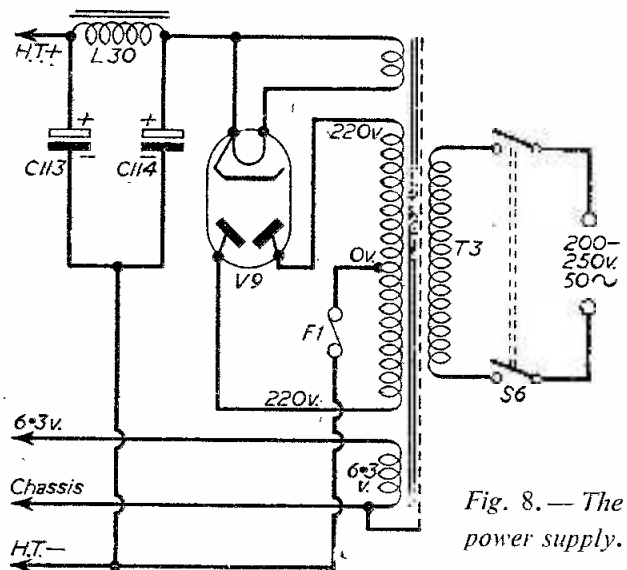 H.T.+
L30
+
+
C113
-
C114
-
220v.
0v.
V9
F1
220v.
T3
200-
250v.
50~
S6
6·3v.
6·3
v.
Chassis
H.T.-
Fig. 8.— The
power supply.